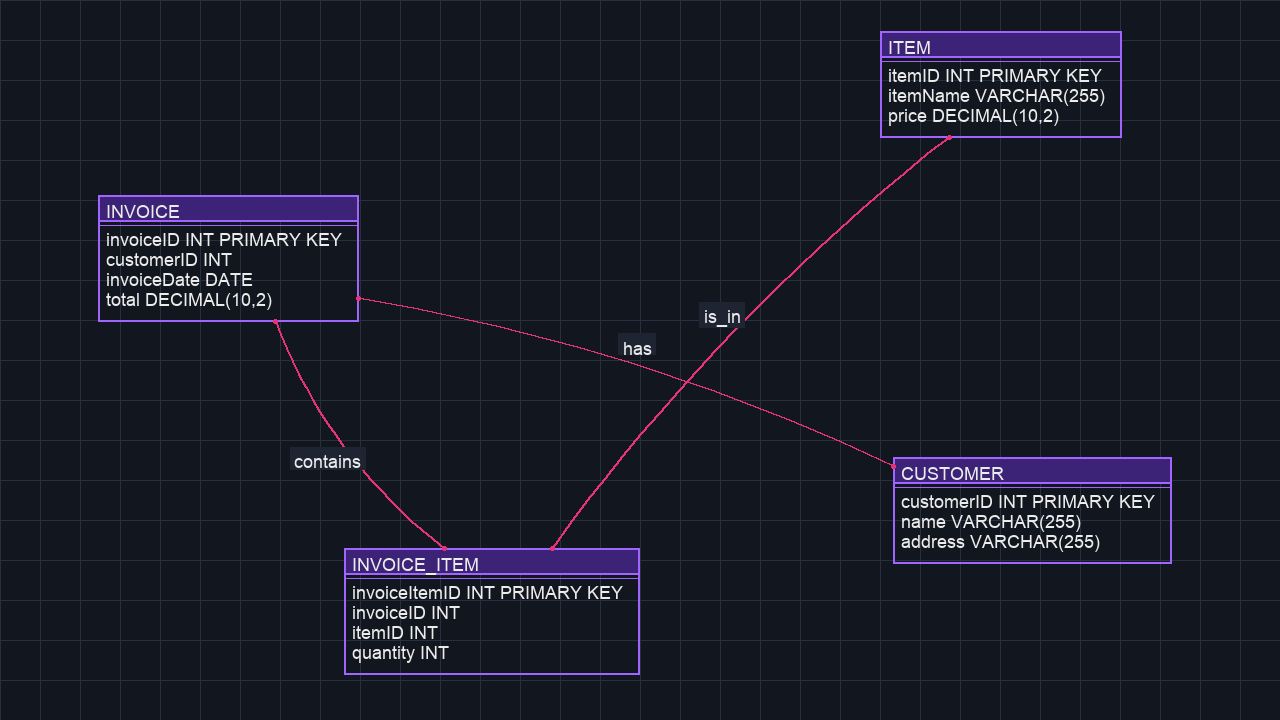 ITEM
itemID INT PRIMARY KEY
itemName VARCHAR(255)
price DECIMAL(10,2)
INVOICE
invoiceID INT PRIMARY KEY
customerID INT
invoiceDate DATE
total DECIMAL(10,2)
is_in
has
contains
CUSTOMER
customerID INT PRIMARY KEY
name VARCHAR(255)
address VARCHAR(255)
INVOICE_ITEM
invoiceItemID INT PRIMARY KEY
invoiceID INT
itemID INT
quantity INT